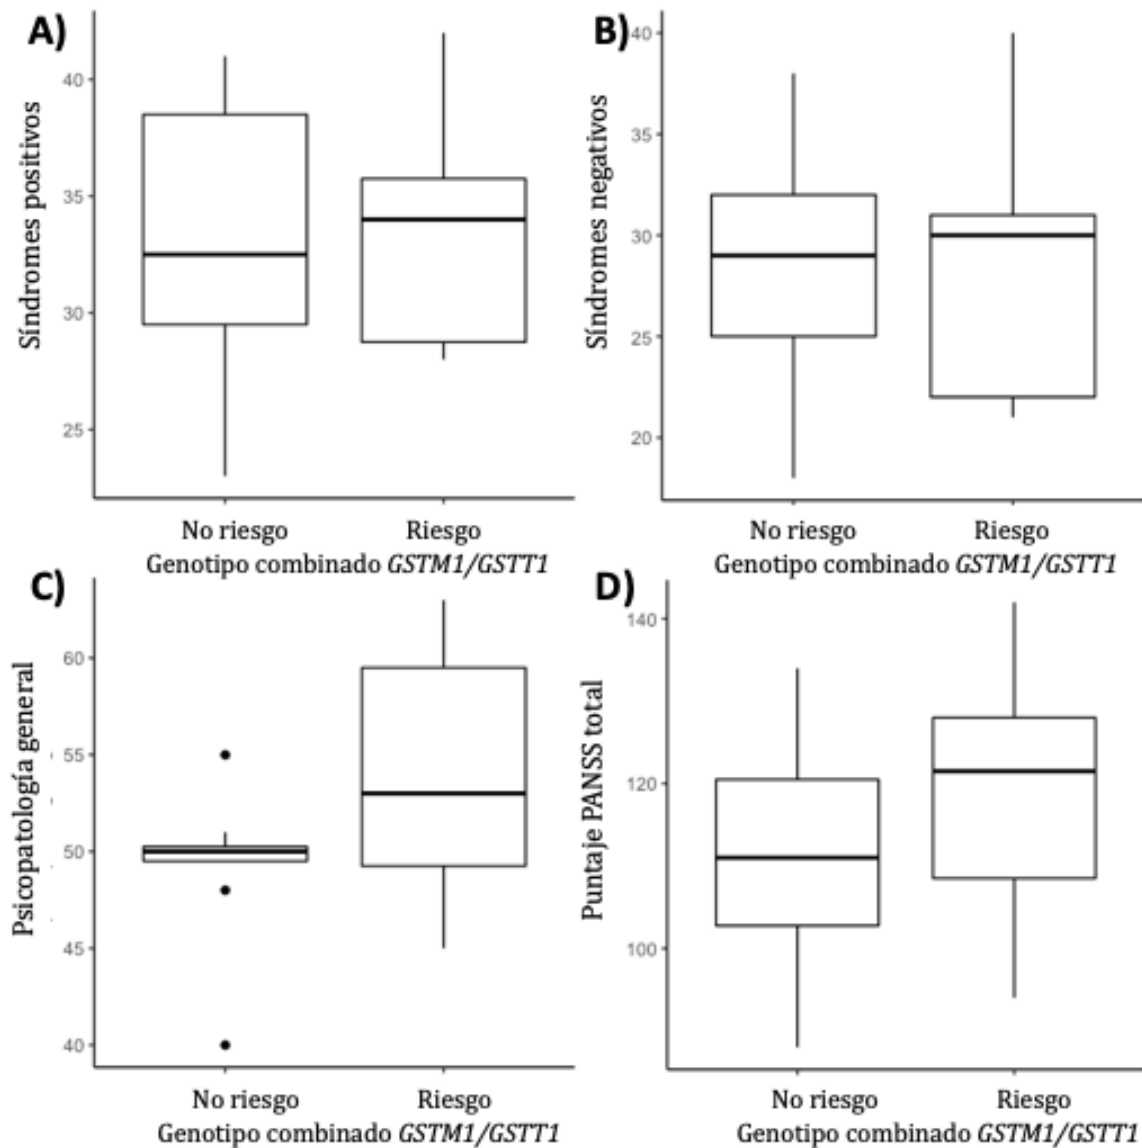 A)
Síndromes positivos
40
35
30
25
No riesgo Riesgo
Genotipo combinado GSTM1/GSTT1
B)
Síndromes negativos
40
35
30
25
20
No riesgo Riesgo
Genotipo combinado GSTM1/GSTT1
C)
Psicopatología general
60
55
50
45
40
No riesgo Riesgo
Genotipo combinado GSTM1/GSTT1
D)
Puntaje PANSS total
140
120
100
No riesgo Riesgo
Genotipo combinado GSTM1/GSTT1